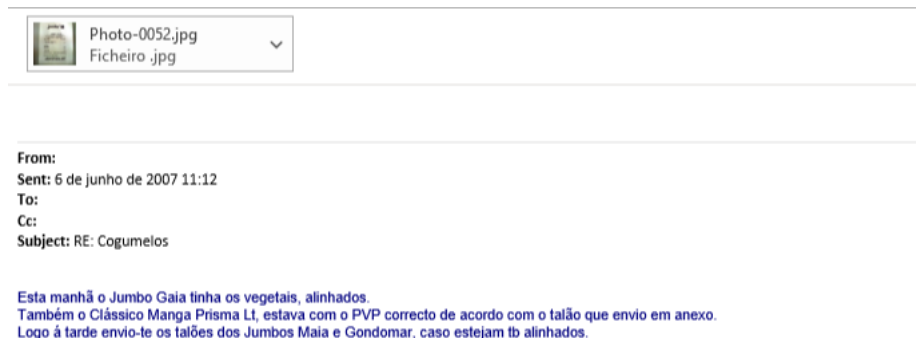 Photo-0052.jpg
Ficheiro .jpg
From:
Sent: 6 de junho de 2007 11:12
To:
Cc:
Subject: RE: Cogumelos
Esta manhã o Jumbo Gaia tinha os vegetais, alinhados.
Também o Clássico Manga Prisma Lt, estava com o PVP correcto de acordo com o talão que envio em anexo.
Logo á tarde envio-te os talões dos Jumbos Maia e Gondomar, caso estejam tb alinhados.